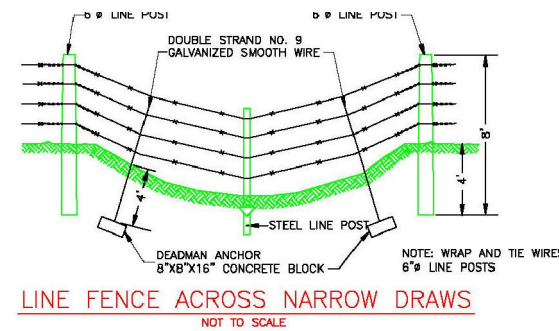 6 ø LINE POST
6 ø LINE POST
DOUBLE STRAND NO. 9
GALVANIZED SMOOTH WIRE
8'
4'
4'
STEEL LINE POST
DEADMAN ANCHOR
8"X8"X16" CONCRETE BLOCK
NOTE: WRAP AND TIE WIRES
6"ø LINE POSTS
LINE FENCE ACROSS NARROW DRAWS
NOT TO SCALE